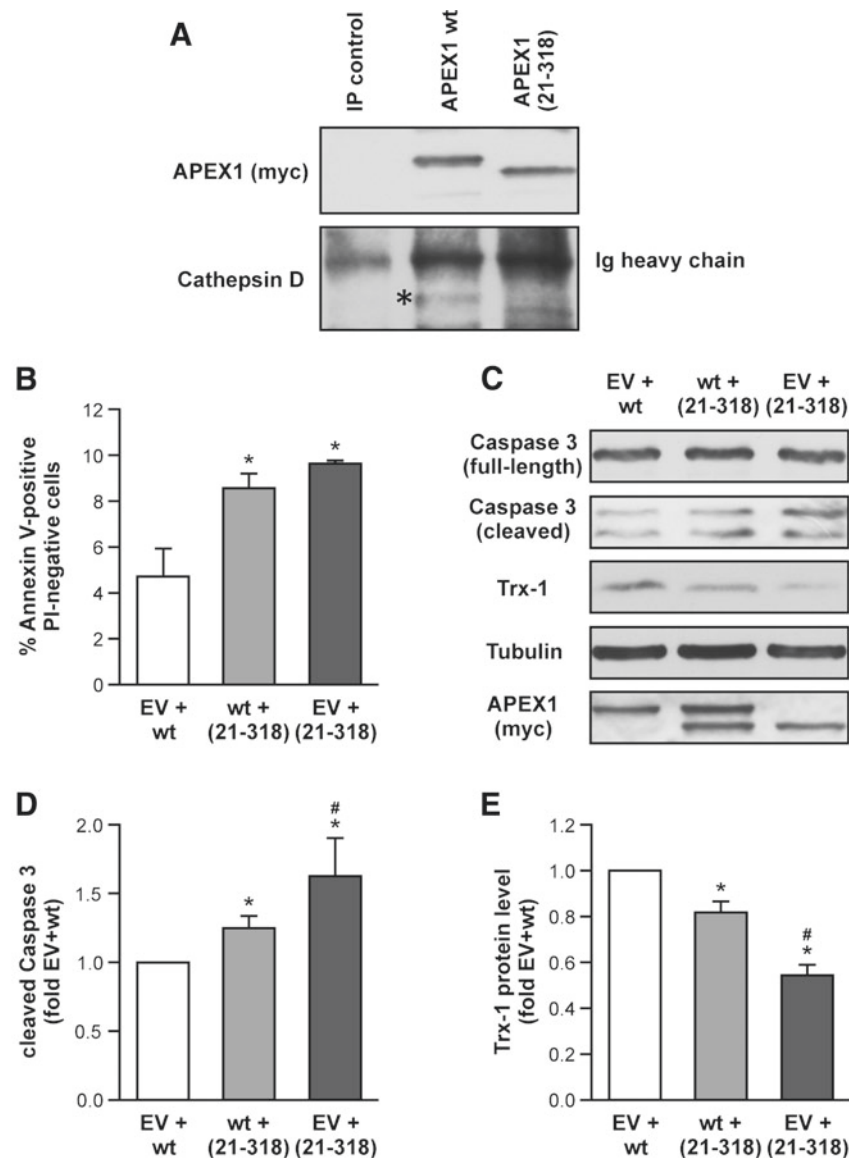 A
IP control
APEX1 wt
APEX1
(21-318)
APEX1 (myc)
Cathepsin D
*
Ig heavy chain
B
% Annexin V-positive
PI-negative cells
12
10
8
6
4
2
0
*
*
EV +
wt
wt +
(21-318)
EV +
(21-318)
C
EV +
wt
wt +
(21-318)
EV +
(21-318)
Caspase 3
(full-length)
Caspase 3
(cleaved)
Trx-1
Tubulin
APEX1
(myc)
D
cleaved Caspase 3
(fold EV+wt)
2.0
1.5
1.0
0.5
0.0
*
#
*
EV +
wt
wt +
(21-318)
EV +
(21-318)
E
Trx-1 protein level
(fold EV+wt)
1.2
1.0
0.8
0.6
0.4
0.2
0.0
*
#
*
EV +
wt
wt +
(21-318)
EV +
(21-318)